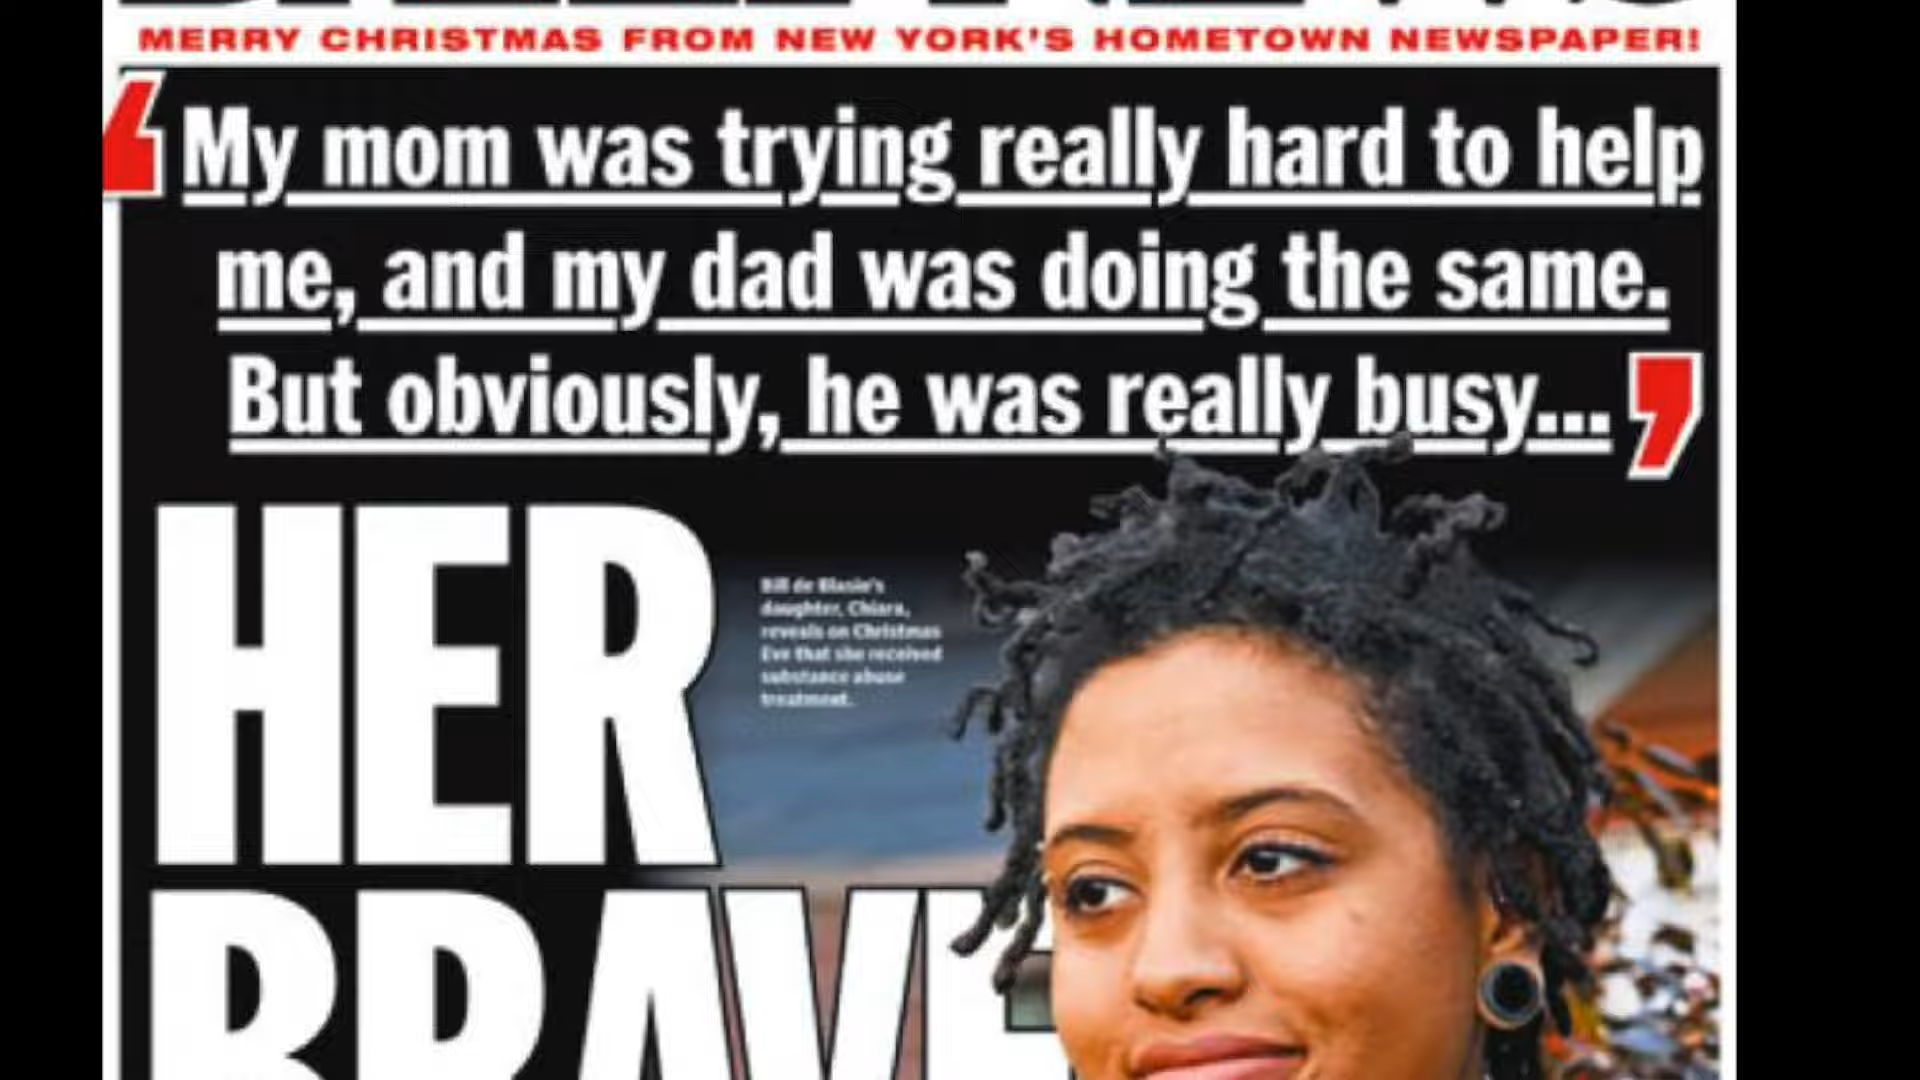 MERRY CHRISTMAS FROM NEW YORK'S HOMETOWN NEWSPAPER!
‘My mom was trying really hard to help
me, and my dad was doing the same.
But obviously, he was really busy...’
HER
Bill de Blasio's
daughter, Chiara,
reveals on Christmas
Eve that she received
substance abuse
treatment.
BRAVE